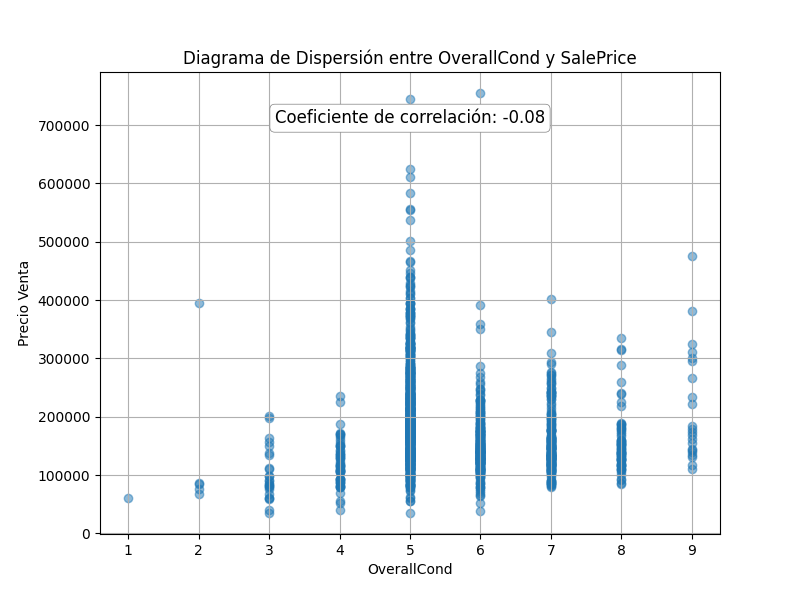 Diagrama de Dispersión entre OverallCond y SalePrice
Coeficiente de correlación: -0.08
Precio Venta
700000
600000
500000
400000
300000
200000
100000
0
1 2 3 4 5 6 7 8 9
OverallCond